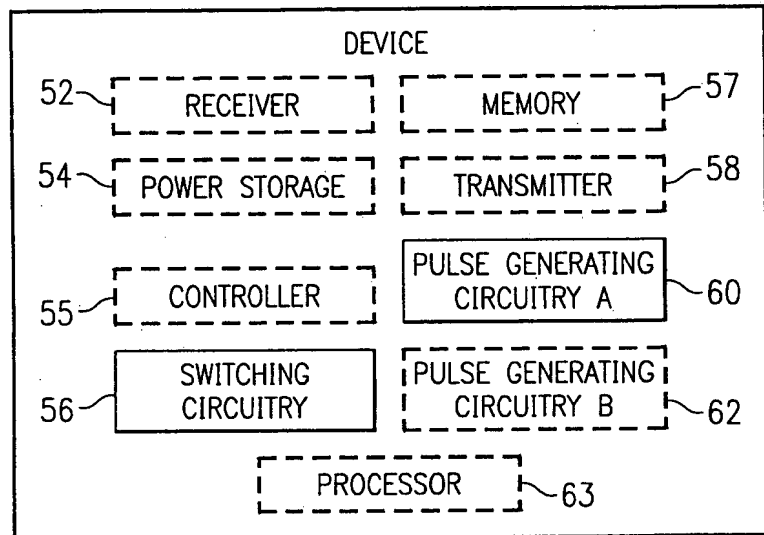 DEVICE
52 RECEIVER MEMORY 57
54 POWER STORAGE TRANSMITTER 58
55 CONTROLLER PULSE GENERATING CIRCUITRY A 60
56 SWITCHING CIRCUITRY PULSE GENERATING CIRCUITRY B 62
PROCESSOR 63